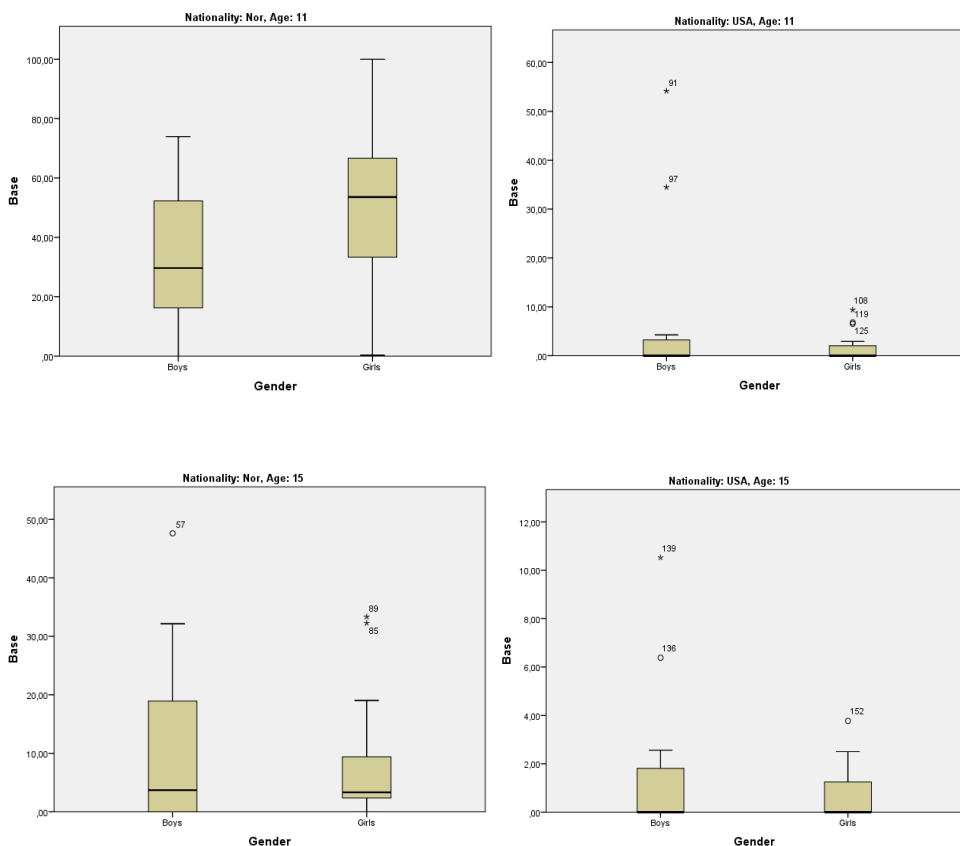 Nationality: Nor, Age: 11
100,00
80,00
60,00
40,00
20,00
,00
Base
Boys
Girls
Gender
Nationality: USA, Age: 11
60,00
50,00
40,00
30,00
20,00
10,00
,00
Base
91
97
108
119
125
Boys
Girls
Gender
Nationality: Nor, Age: 15
50,00
40,00
30,00
20,00
10,00
,00
Base
57
89
85
Boys
Girls
Gender
Nationality: USA, Age: 15
12,00
10,00
8,00
6,00
4,00
2,00
,00
Base
139
136
152
Boys
Girls
Gender